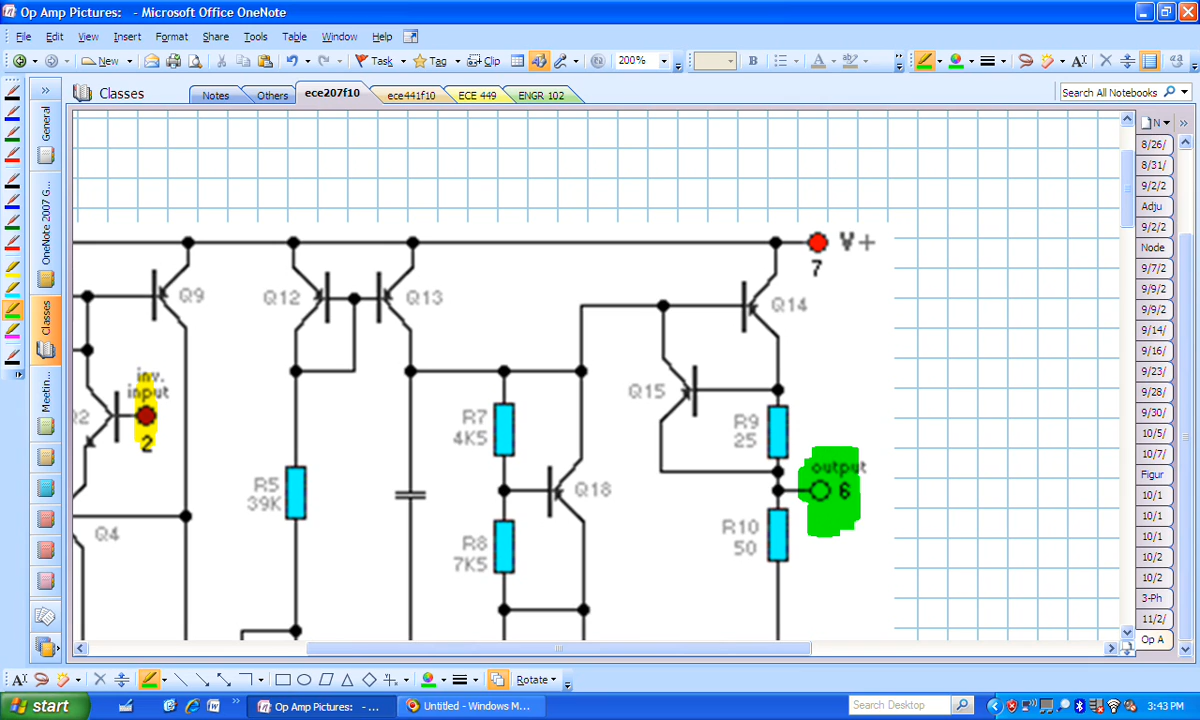 Op Amp Pictures: - Microsoft Office OneNote
File Edit View Insert Format Share Tools Table Window Help
New Task Tag Clip 200% B A ab A
Classes Notes Others ece207f10 ece441f10 ECE 449 ENGR 102 Search All Notebooks
General
OneNote 2007 G...
Classes
Meetin...
N
8/26/
8/31/
9/2/2
Adju
9/2/2
Node
9/7/2
9/9/2
9/9/2
9/14/
9/16/
9/23/
9/28/
9/30/
10/5/
10/7/
Figur
10/1
10/1
10/1
10/2
10/2
3-Ph
11/2/
Op A
V+
7
Q9
Q12
Q13
Q14
inv.
input
2
Q2
Q15
R7
4K5
R9
25
output
6
R5
39K
Q18
Q4
R8
7K5
R10
50
Rotate
start Op Amp Pictures: - ... Untitled - Windows M... Search Desktop 3:43 PM